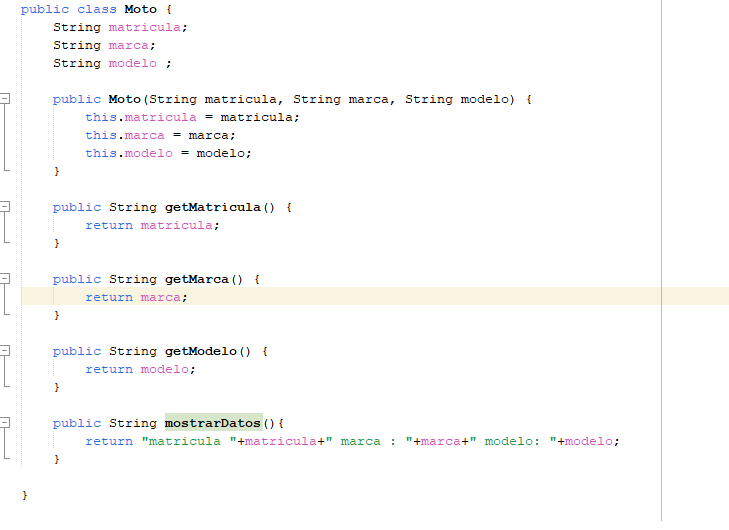 public class Moto {
    String matricula;
    String marca;
    String modelo ;
    public Moto(String matricula, String marca, String modelo) {
        this.matricula = matricula;
        this.marca = marca;
        this.modelo = modelo;
    }
    public String getMatricula() {
        return matricula;
    }
    public String getMarca() {
        return marca;
    }
    public String getModelo() {
        return modelo;
    }
    public String mostrarDatos(){
        return "matricula "+matricula+" marca : "+marca+" modelo: "+modelo;
    }
}